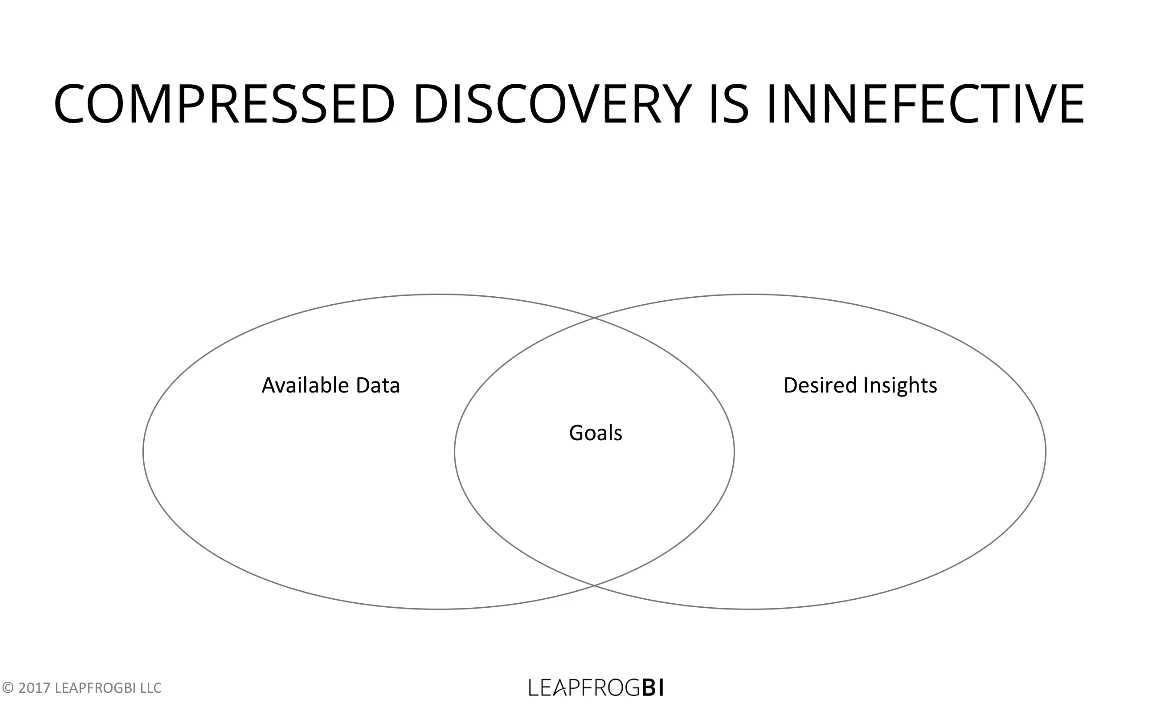 COMPRESSED DISCOVERY IS INNEFECTIVE
Available Data
Desired Insights
Goals
© 2017 LEAPFROGBI LLC
LEAPFROGBI